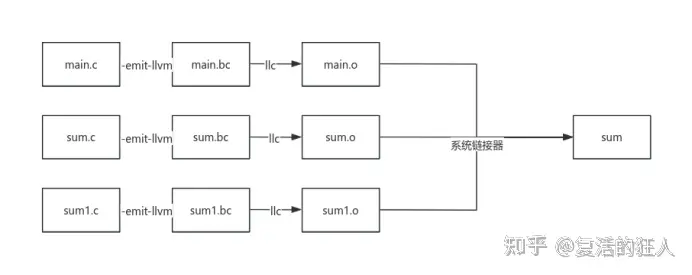 main.c -emit-llvm main.bc llc main.o
sum.c -emit-llvm sum.bc llc sum.o 系统链接器 sum
sum1.c -emit-llvm sum1.bc llc sum1.o
知乎 @复活的狂人